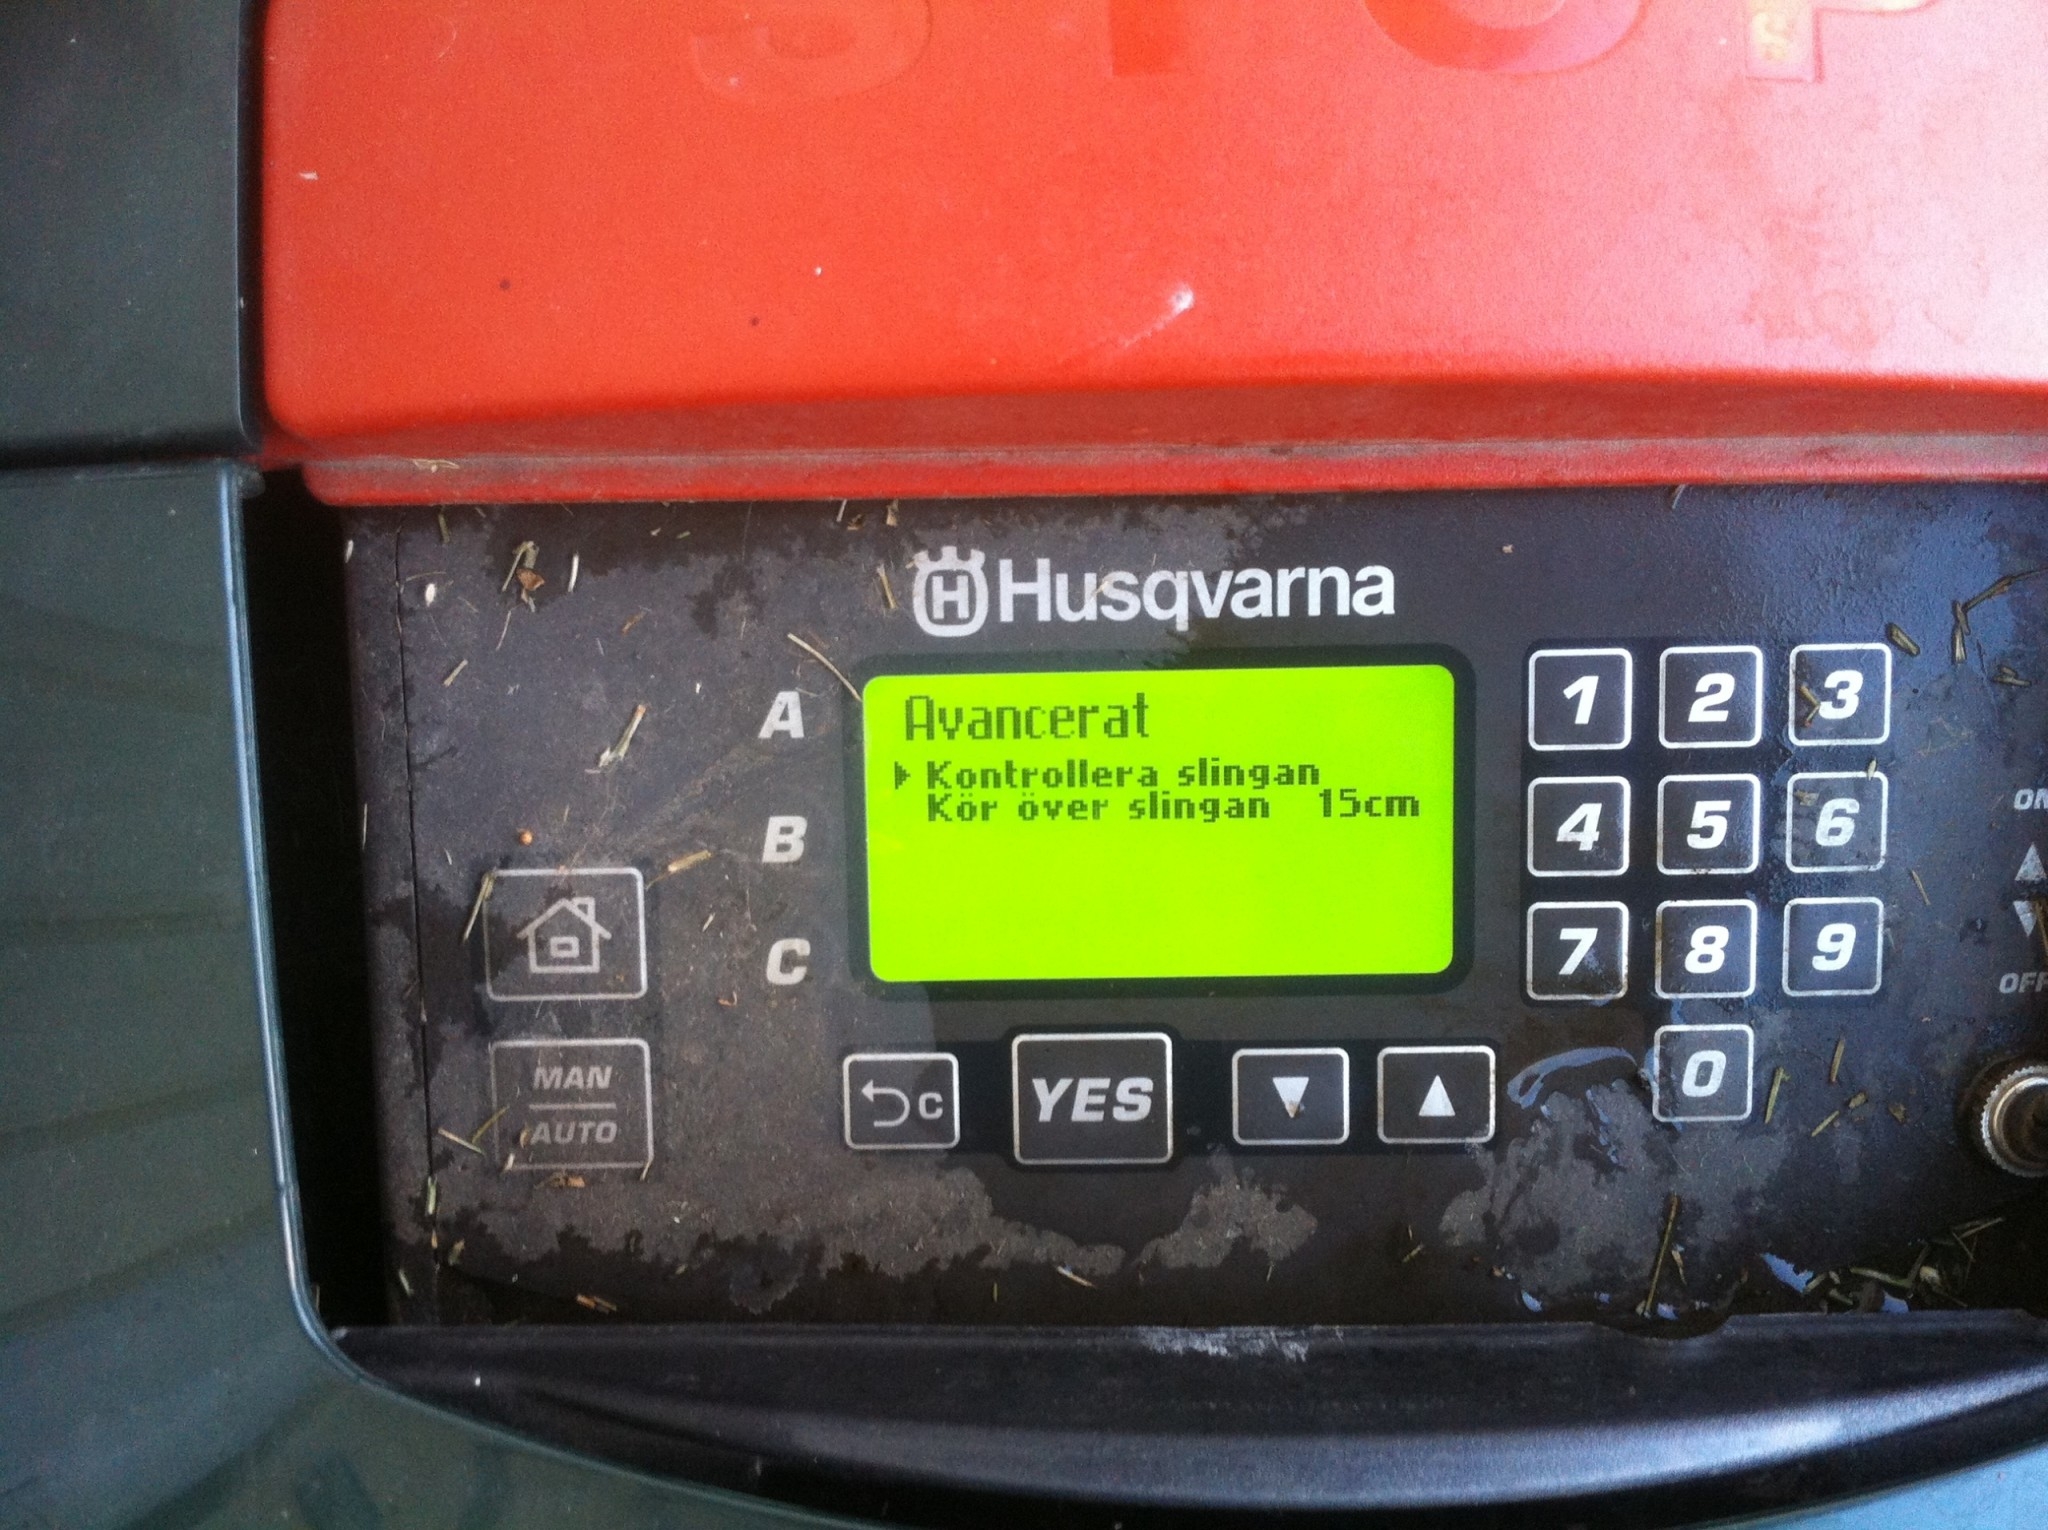 STOP
Husqvarna
A
B
C
Avancerat
Kontrollera slingan
Kör över slingan 15cm
1 2 3
4 5 6
7 8 9
0
ON
OFF
MAN
AUTO
C
YES